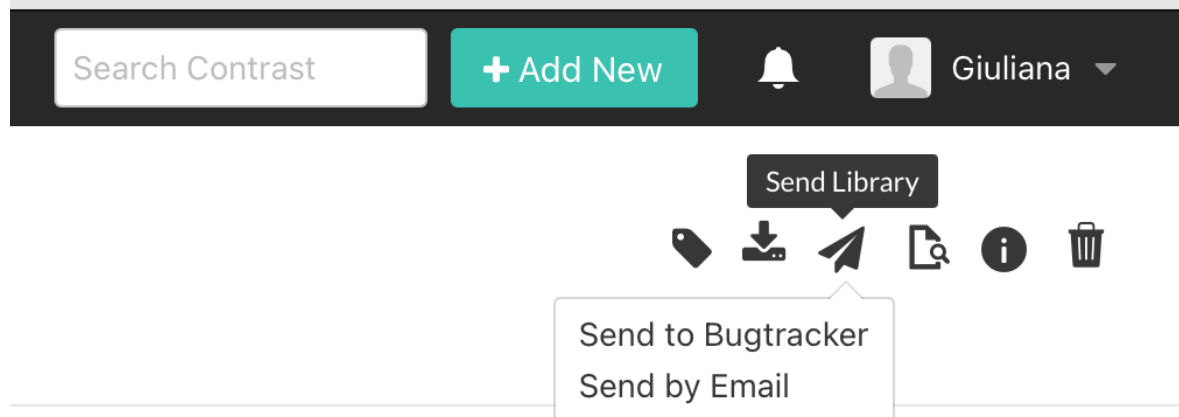 Search Contrast
Add New
Giuliana
Send Library
Send to Bugtracker
Send by Email